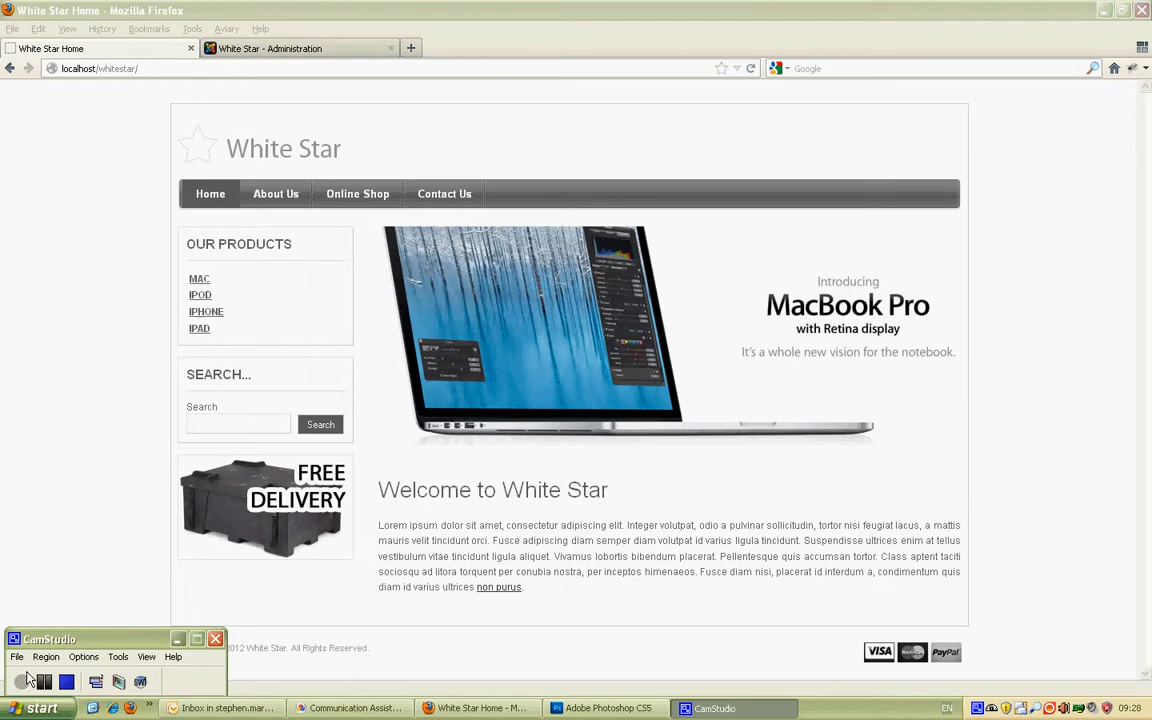 White Star Home - Mozilla Firefox
File Edit View History Bookmarks Tools Aviary Help
White Star Home
White Star - Administration
localhost/whitestar/
Google
White Star
Home About Us Online Shop Contact Us
OUR PRODUCTS
MAC
IPOD
IPHONE
IPAD
SEARCH...
Search
Search
FREE
DELIVERY
Introducing
MacBook Pro
with Retina display
It's a whole new vision for the notebook.
Welcome to White Star
Lorem ipsum dolor sit amet, consectetur adipiscing elit. Integer volutpat, odio a pulvinar sollicitudin, tortor nisi feugiat lacus, a mattis
mauris velit tincidunt orci. Fusce adipiscing diam semper diam volutpat id varius ligula tincidunt. Suspendisse ultrices enim at tellus
vestibulum vitae tincidunt ligula aliquet. Vivamus lobortis bibendum placerat. Pellentesque quis accumsan tortor. Class aptent taciti
sociosqu ad litora torquent per conubia nostra, per inceptos himenaeos. Fusce diam nisi, placerat id interdum a, condimentum quis
diam id varius ultrices non purus.
2012 White Star. All Rights Reserved.
VISA MasterCard PayPal
CamStudio
File Region Options Tools View Help
start
Inbox in stephen.mar...
Communication Assist...
White Star Home - M...
Adobe Photoshop CS5
CamStudio
EN
09:28